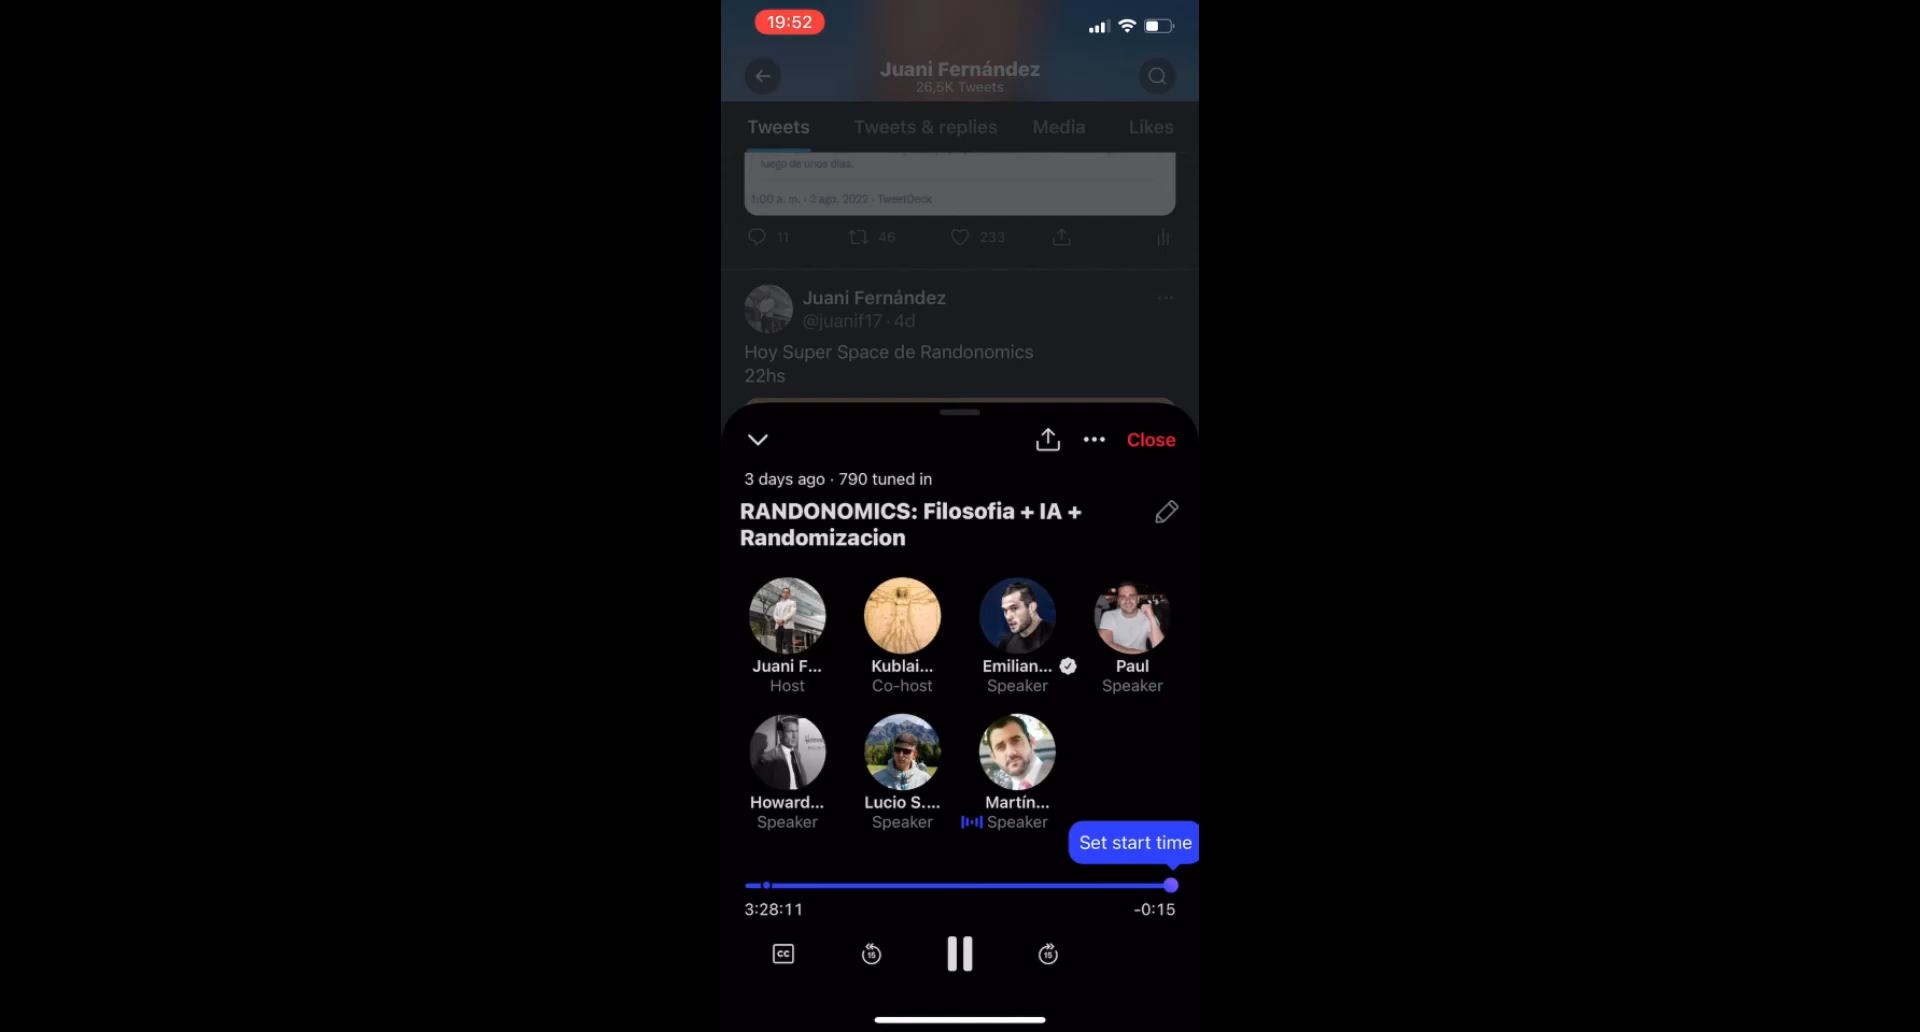 19:52
Juani Fernández
26,5K Tweets
Tweets
Tweets & replies
Media
Likes
luego de unos días.
1:00 a. m. · 3 ago. 2022 · TweetDeck
11
46
233
Juani Fernández
@juanif17 · 4d
Hoy Super Space de Randonomics
22hs
Close
3 days ago · 790 tuned in
RANDONOMICS: Filosofia + IA +
Randomizacion
Juani F...
Kublai...
Emilian...
Paul
Host
Co-host
Speaker
Speaker
Howard...
Lucio S....
Martín...
Speaker
Speaker
Speaker
Set start time
3:28:11
-0:15
CC
15
15